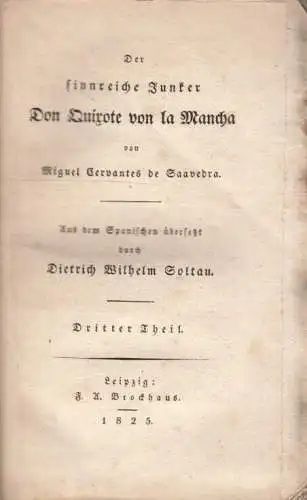 Der
sinnreiche Junker
Don Quixote von la Mancha
von
Miguel Cervantes de Saavedra.
Aus dem Spanischen übersetzt
durch
Dietrich Wilhelm Soltau.
Dritter Theil.
Leipzig:
F. A. Brockhaus.
1825.